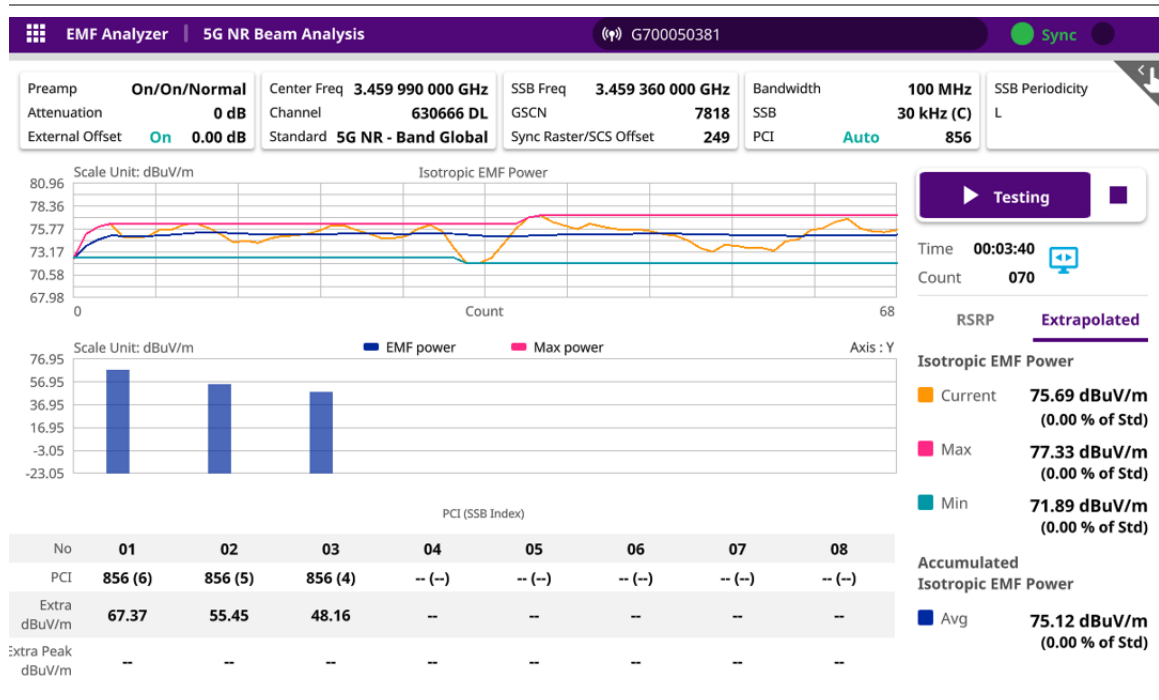 EMF Analyzer 5G NR Beam Analysis G700050381 Sync
Preamp On/On/Normal
Attenuation 0 dB
External Offset On 0.00 dB
Center Freq 3.459 990 000 GHz
Channel 630666 DL
Standard 5G NR - Band Global
SSB Freq 3.459 360 000 GHz
GSCN 7818
Sync Raster/SCS Offset 249
Bandwidth 100 MHz
SSB 30 kHz (C)
PCI Auto 856
SSB Periodicity
L
Scale Unit: dBuV/m Isotropic EMF Power
80.96
78.36
75.77
73.17
70.58
67.98
0 Count 68
Scale Unit: dBuV/m EMF power Max power Axis : Y
76.95
56.95
36.95
16.95
-3.05
-23.05
PCI (SSB Index)
No 01 02 03 04 05 06 07 08
PCI 856 (6) 856 (5) 856 (4) -- (--) -- (--) -- (--) -- (--) -- (--)
Extra
dBuV/m 67.37 55.45 48.16 -- -- -- -- --
Extra Peak
dBuV/m -- -- -- -- -- -- -- --
Testing
Time 00:03:40
Count 070
RSRP Extrapolated
Isotropic EMF Power
Current 75.69 dBuV/m
(0.00 % of Std)
Max 77.33 dBuV/m
(0.00 % of Std)
Min 71.89 dBuV/m
(0.00 % of Std)
Accumulated
Isotropic EMF Power
Avg 75.12 dBuV/m
(0.00 % of Std)